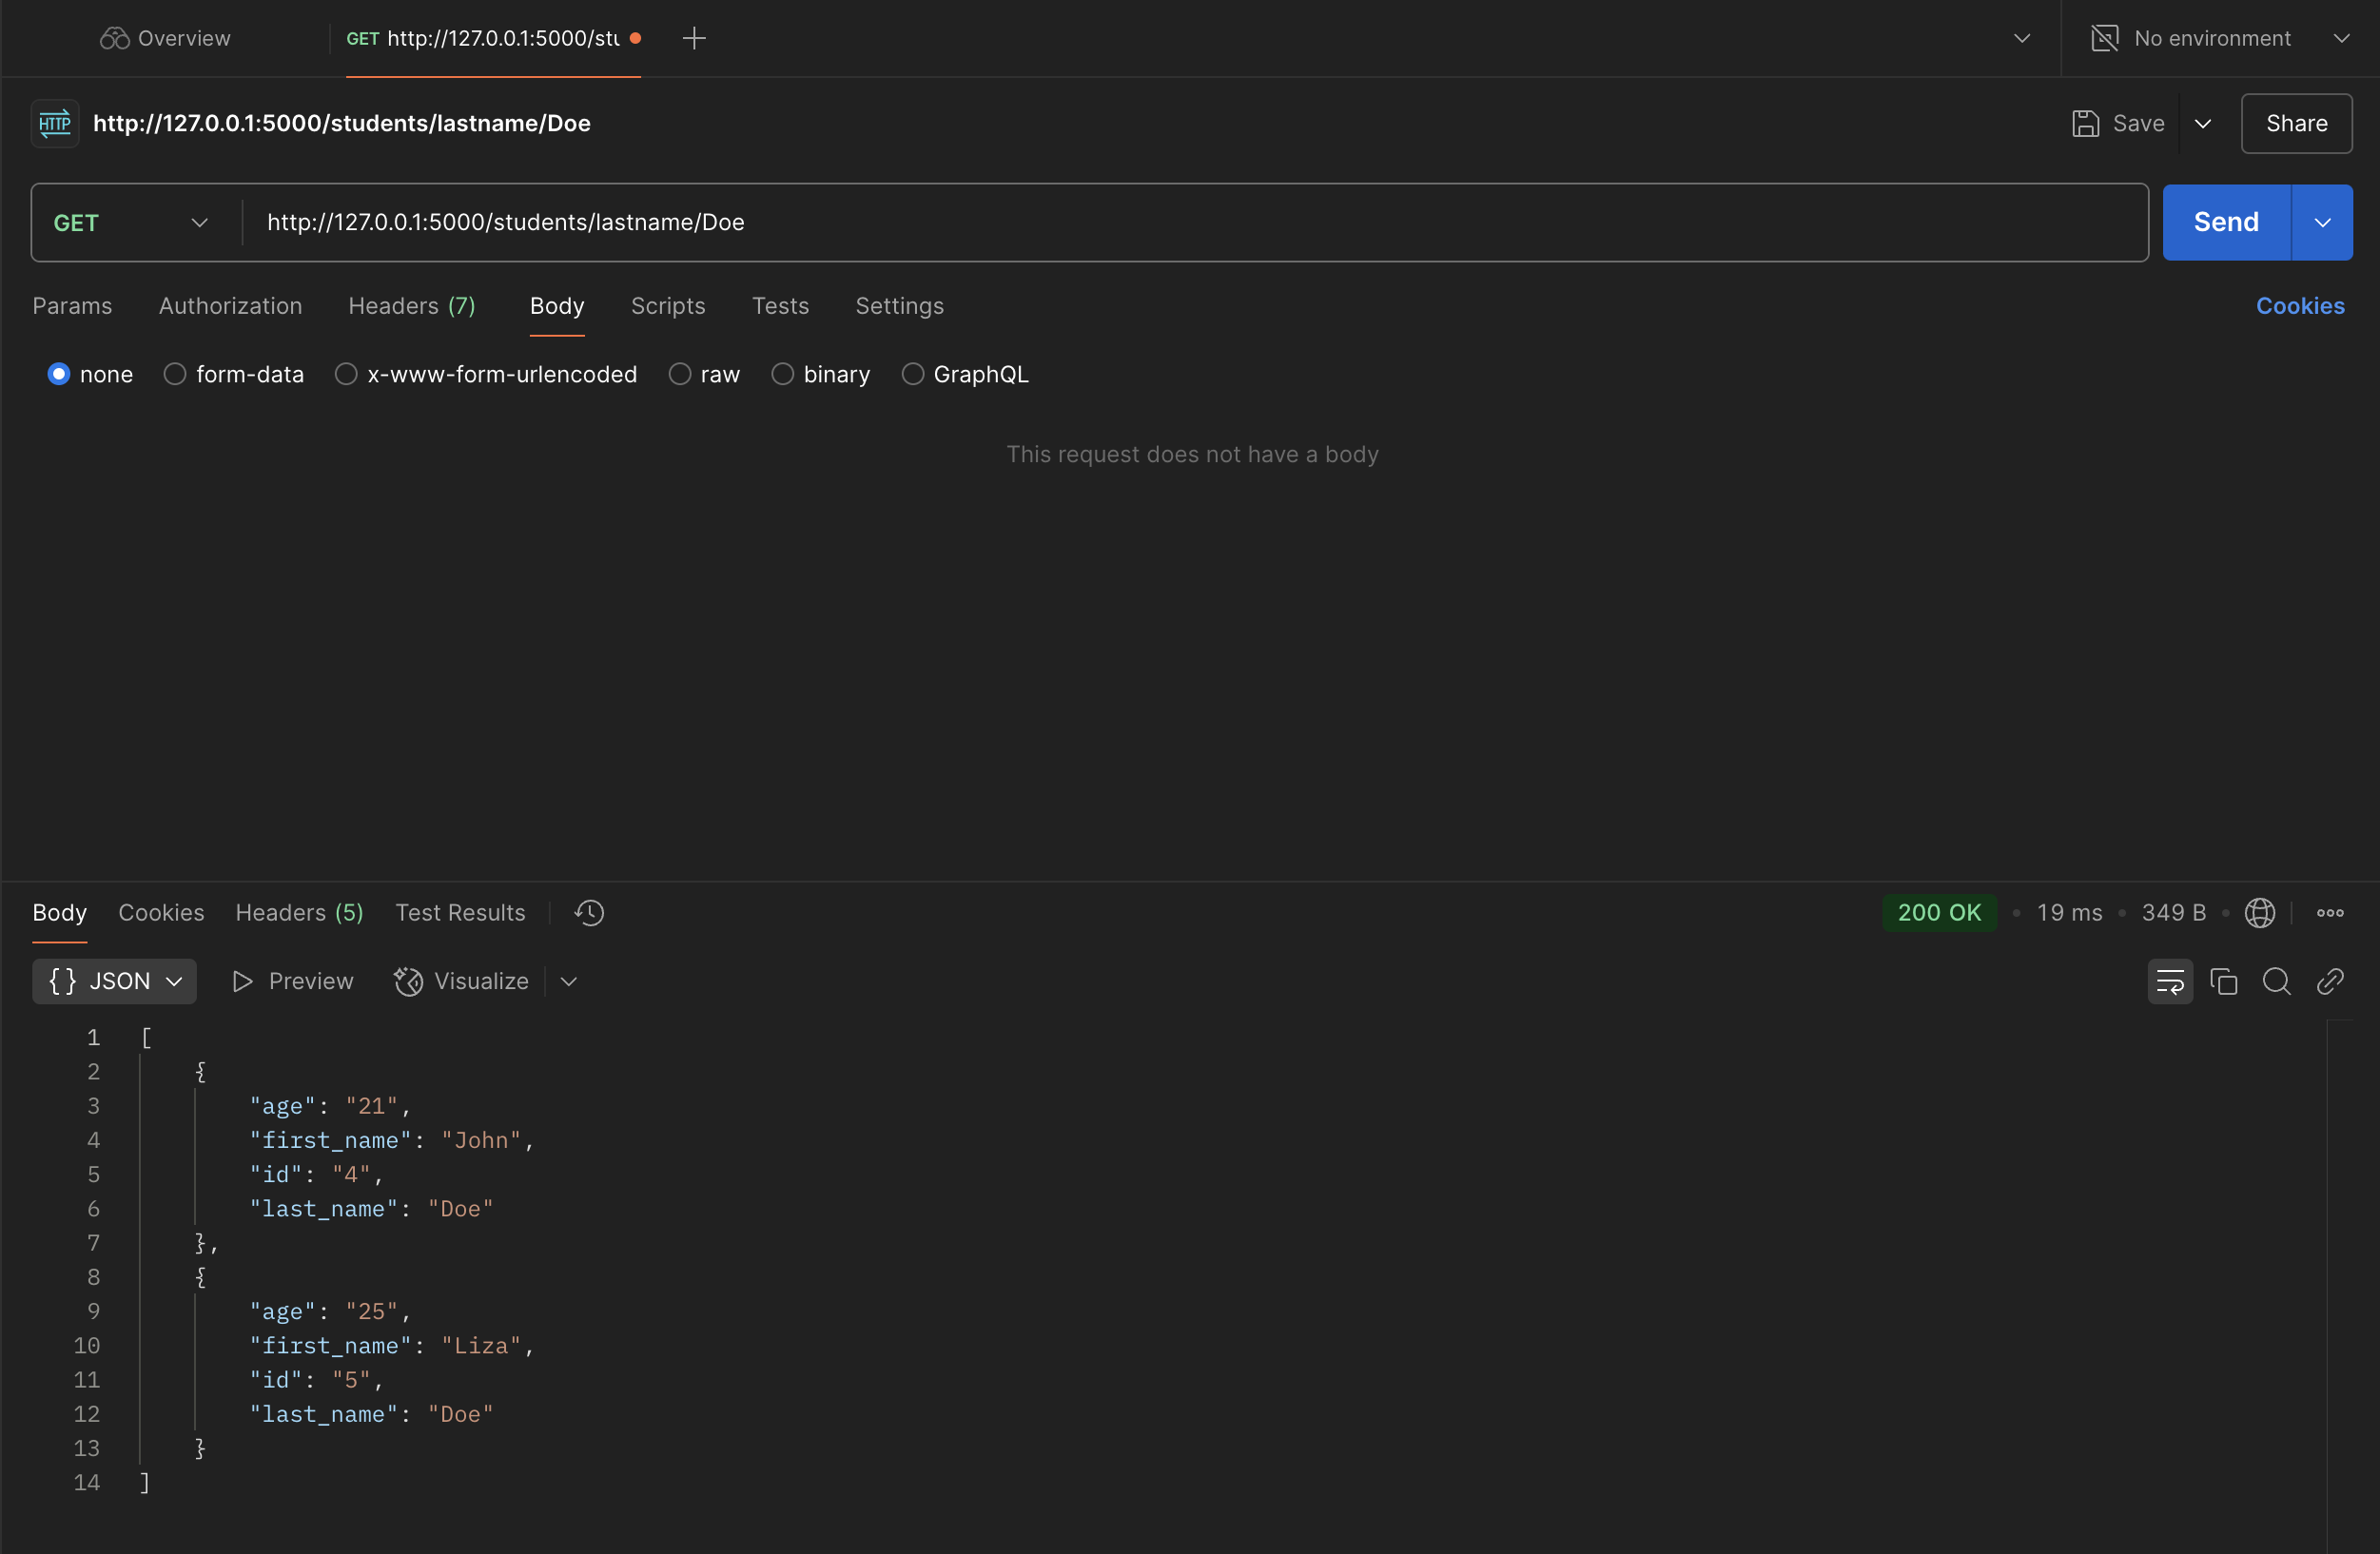 Overview
GET http://127.0.0.1:5000/stu
No environment
HTTP http://127.0.0.1:5000/students/lastname/Doe
Save
Share
GET http://127.0.0.1:5000/students/lastname/Doe
Send
Params Authorization Headers (7) Body Scripts Tests Settings
Cookies
none form-data x-www-form-urlencoded raw binary GraphQL
This request does not have a body
Body Cookies Headers (5) Test Results
200 OK • 19 ms • 349 B •
{} JSON Preview Visualize
1 [
2 {
3 "age": "21",
4 "first_name": "John",
5 "id": "4",
6 "last_name": "Doe"
7 },
8 {
9 "age": "25",
10 "first_name": "Liza",
11 "id": "5",
12 "last_name": "Doe"
13 }
14 ]